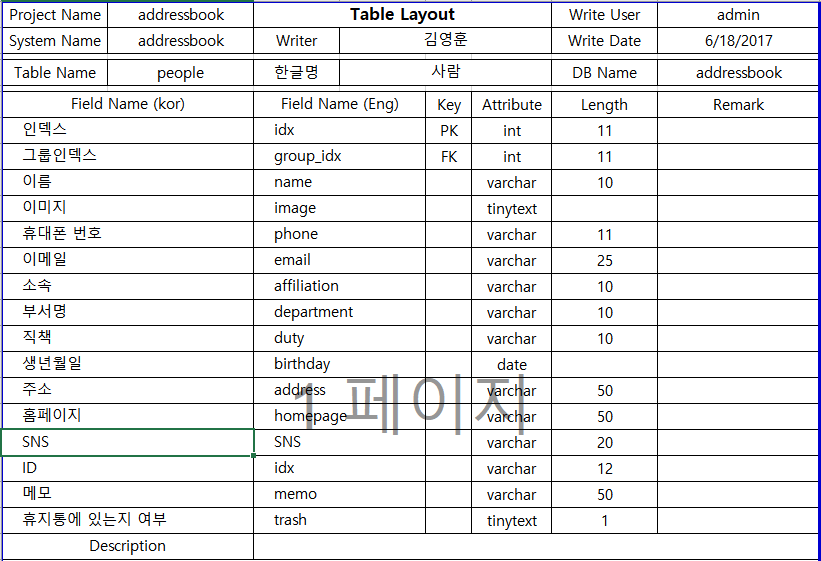 Project Name addressbook Table Layout Write User admin
System Name addressbook Writer 김영훈 Write Date 6/18/2017
Table Name people 한글명 사람 DB Name addressbook
Field Name (kor) Field Name (Eng) Key Attribute Length Remark
인덱스 idx PK int 11
그룹인덱스 group_idx FK int 11
이름 name varchar 10
이미지 image tinytext
휴대폰 번호 phone varchar 11
이메일 email varchar 25
소속 affiliation varchar 10
부서명 department varchar 10
직책 duty varchar 10
생년월일 birthday date
주소 address varchar 50
1 페이지
홈페이지 homepage varchar 50
SNS SNS varchar 20
ID idx varchar 12
메모 memo varchar 50
휴지통에 있는지 여부 trash tinytext 1
Description